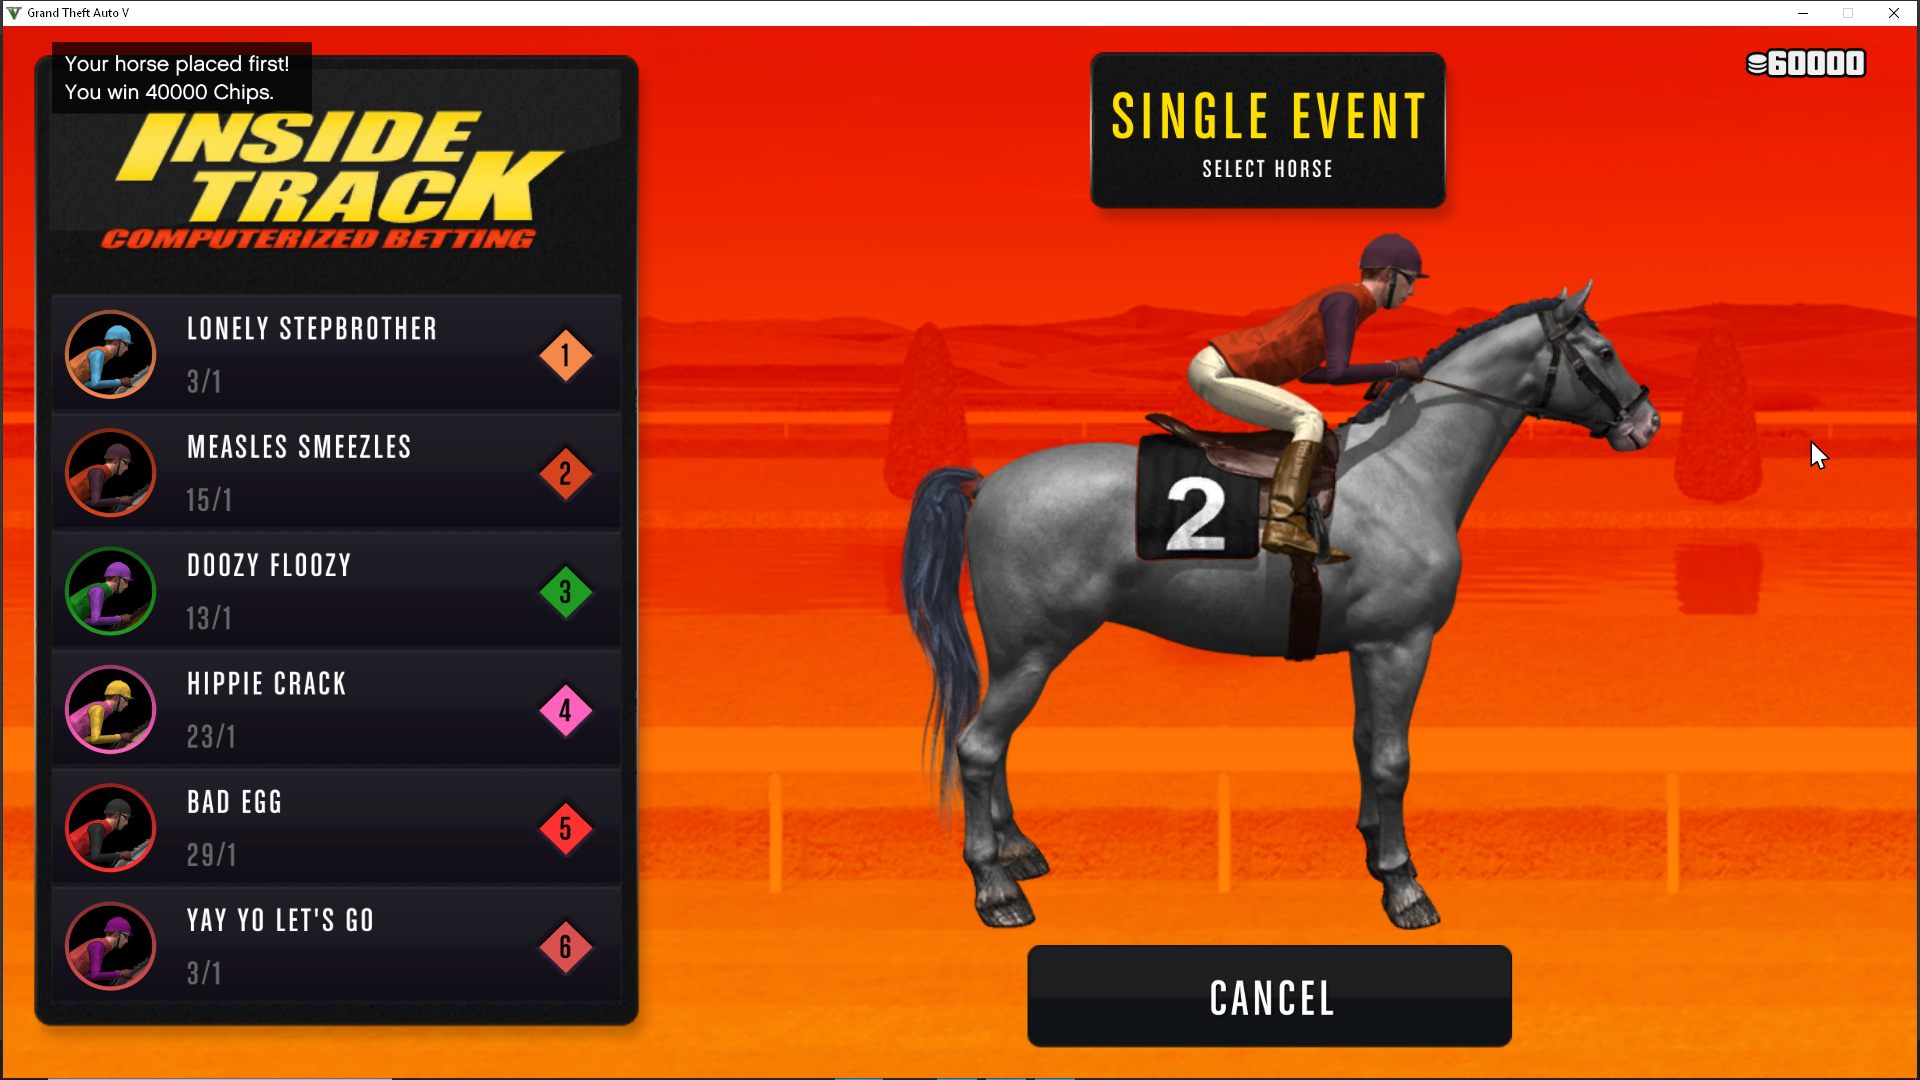 Grand Theft Auto V
Your horse placed first!
You win 40000 Chips.
60000
INSIDE
TRACK
COMPUTERIZED BETTING
SINGLE EVENT
SELECT HORSE
LONELY STEPBROTHER
3/1
1
MEASLES SMEEZLES
15/1
2
DOOZY FLOOZY
13/1
3
HIPPIE CRACK
23/1
4
BAD EGG
29/1
5
YAY YO LET'S GO
3/1
6
2
CANCEL